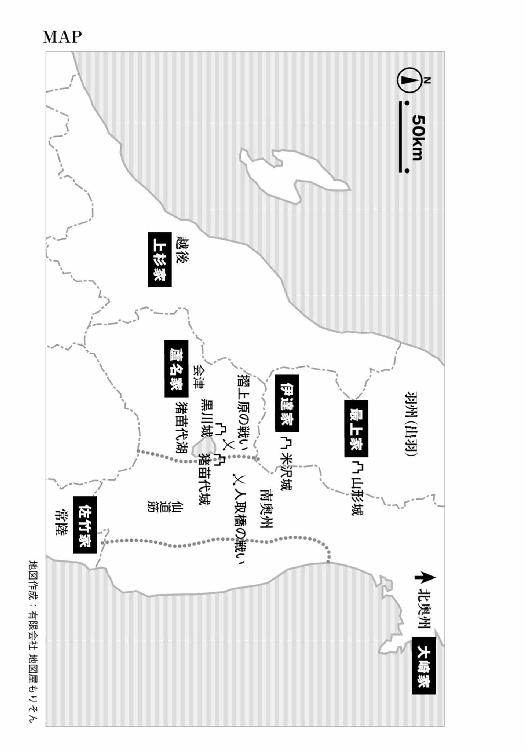 MAP
N
50km
北奥州
大崎家
羽州(出羽)
最上家
山形城
伊達家
米沢城
南奥州
摺上原の戦い
人取橋の戦い
越後
上杉家
蘆名家
会津
黒川城
猪苗代湖
猪苗代城
仙道筋
佐竹家
常陸
地図作成:有限会社 地図屋もりそん